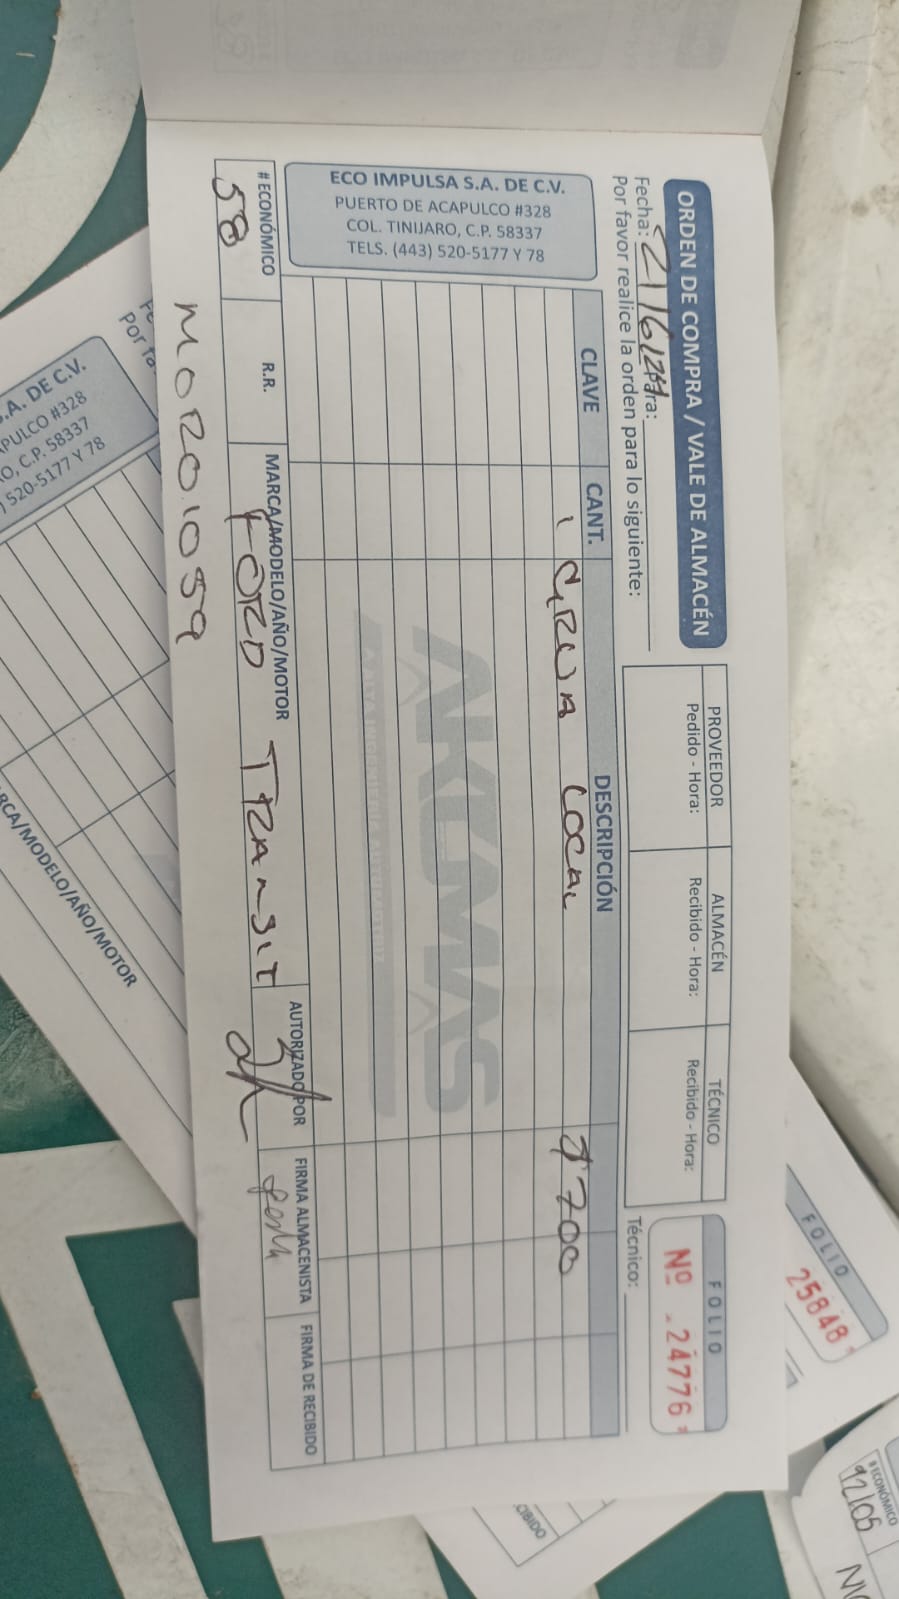 ORDEN DE COMPRA / VALE DE ALMACÉN
Fecha: 21/6/24 Para:
Por favor realice la orden para lo siguiente:
PROVEEDOR ALMACÉN TÉCNICO
Pedido - Hora: Recibido - Hora: Recibido - Hora:
FOLIO
Nº 24776
Técnico:
ECO IMPULSA S.A. DE C.V.
PUERTO DE ACAPULCO #328
COL. TINIJARO, C.P. 58337
TELS. (443) 520-5177 Y 78
CLAVE CANT. DESCRIPCIÓN
1 GRUA LOCAL $700
AKUMAS
# ECONÓMICO R.R. MARCA/MODELO/AÑO/MOTOR AUTORIZADO POR FIRMA ALMACENISTA FIRMA DE RECIBIDO
58 FORD TRANSIT
MOR201059
FOLIO
25848
Por fa
S.A. DE C.V.
APULCO #328
O, C.P. 58337
) 520-5177 Y 78
RCA/MODELO/AÑO/MOTOR
CIBIDO
# ECONÓMICO
92105